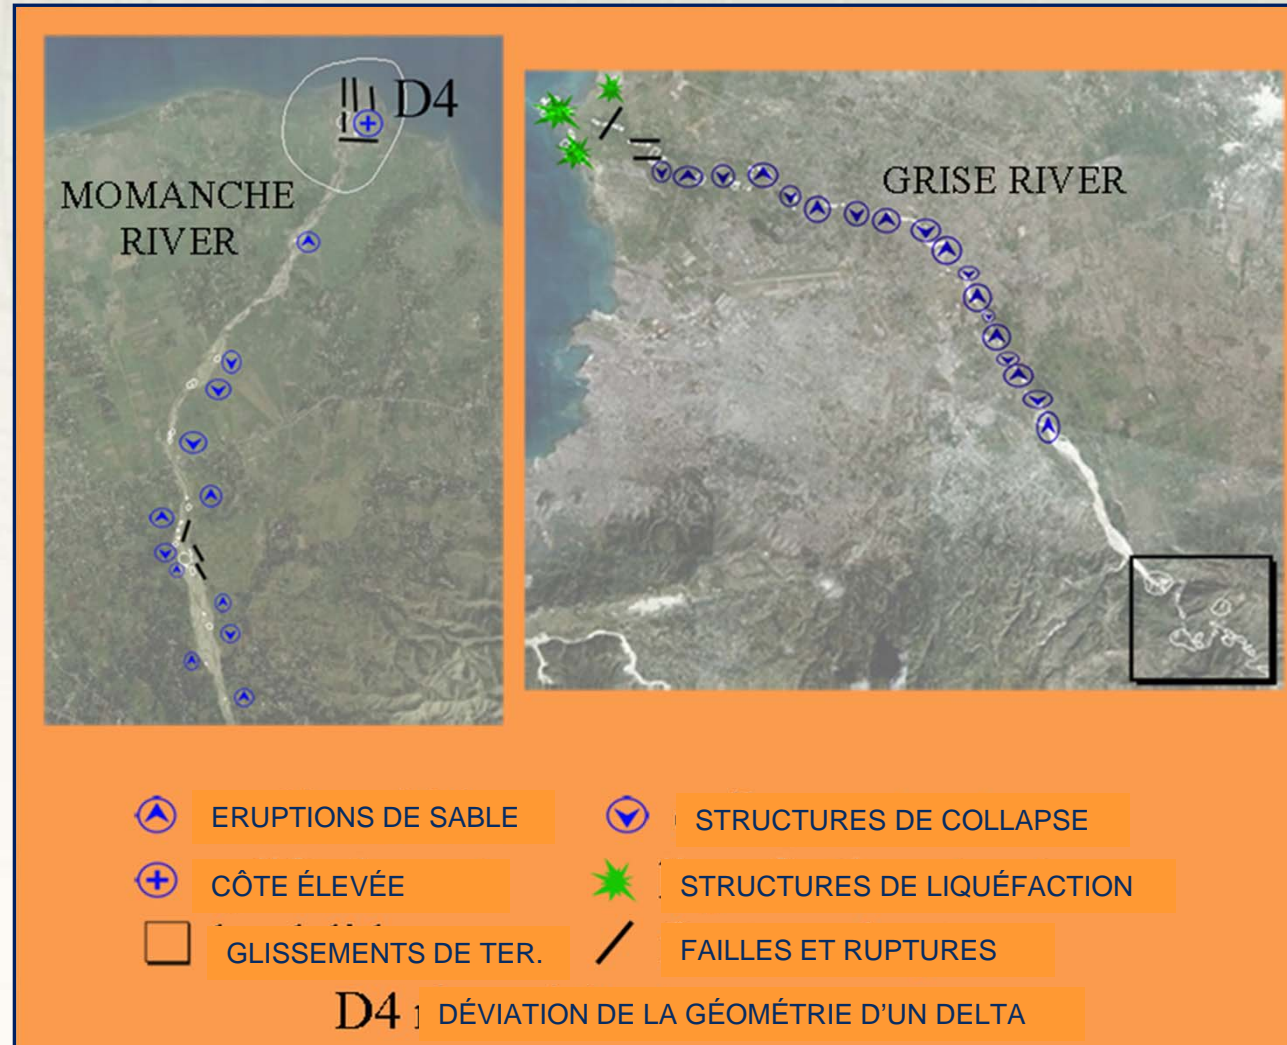 D4
MOMANCHE
RIVER
GRISE RIVER
ERUPTIONS DE SABLE
STRUCTURES DE COLLAPSE
CÔTE ÉLEVÉE
STRUCTURES DE LIQUÉFACTION
GLISSEMENTS DE TER.
FAILLES ET RUPTURES
D4 DÉVIATION DE LA GÉOMÉTRIE D'UN DELTA